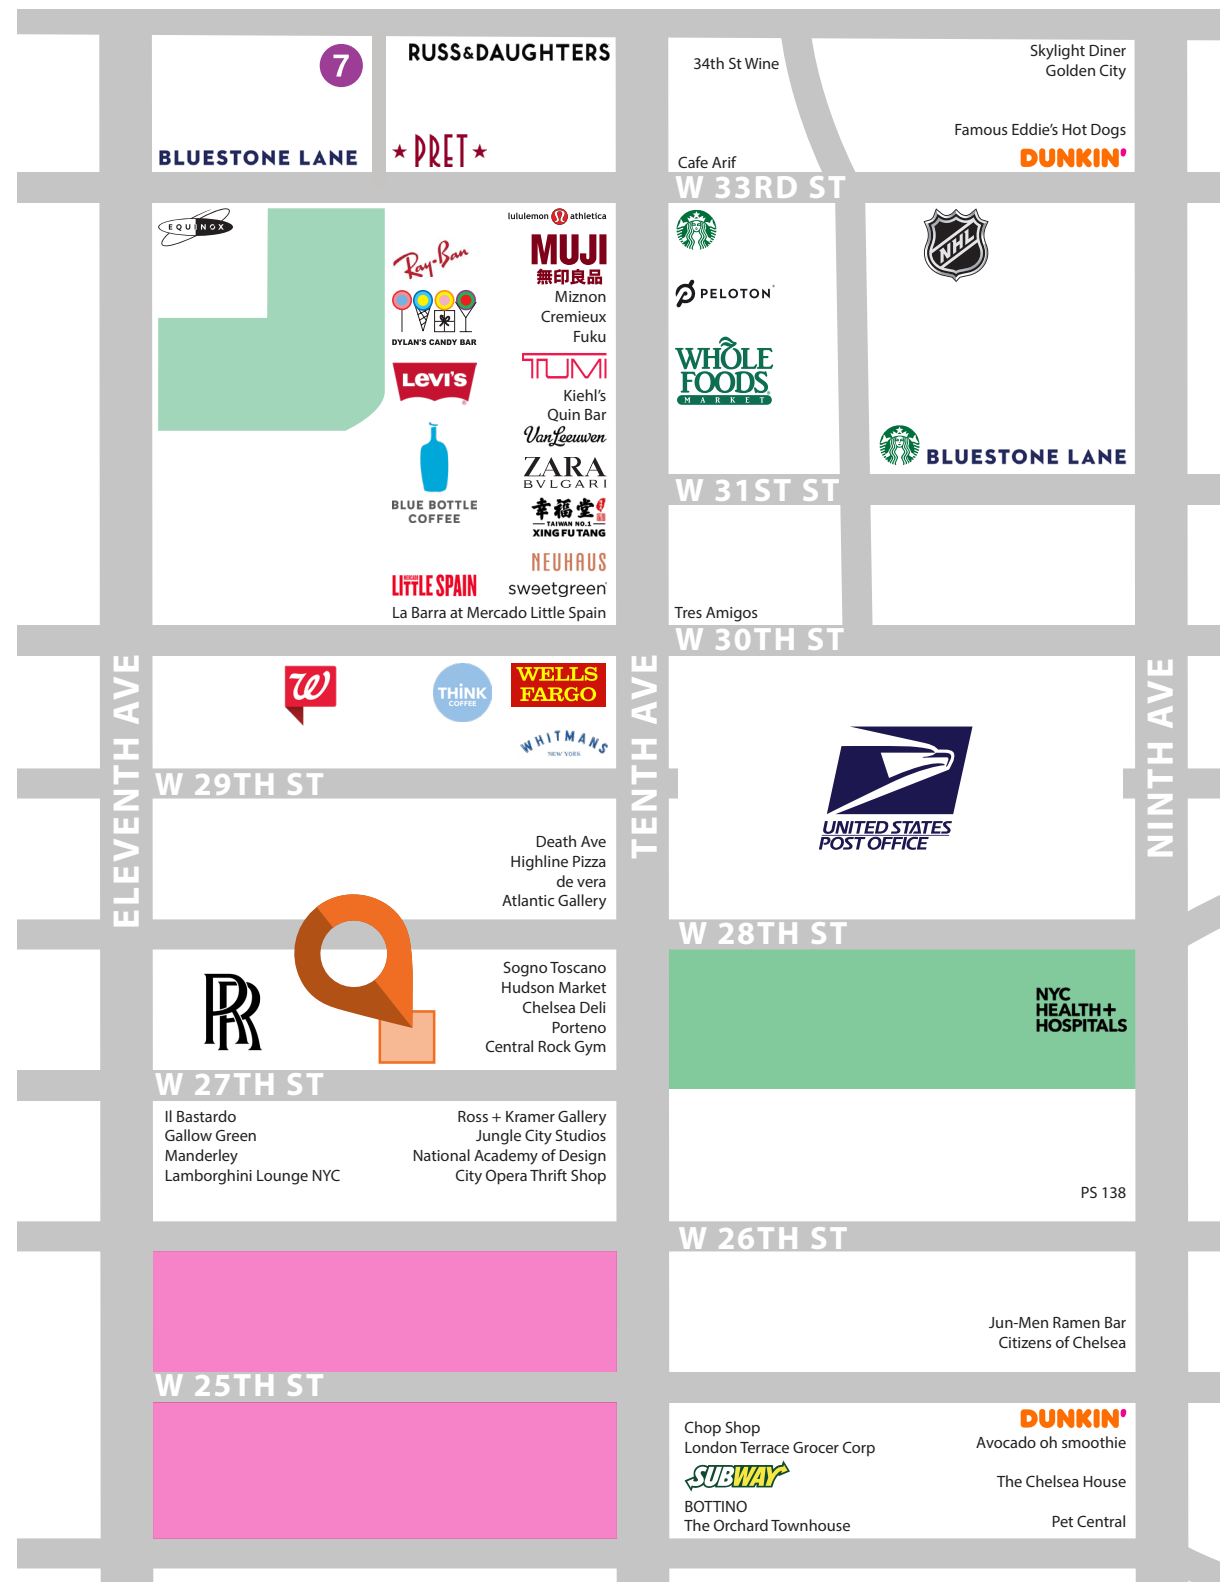 7
RUSS&DAUGHTERS
BLUESTONE LANE
PRET
34th St Wine
Cafe Arif
Skylight Diner
Golden City
Famous Eddie's Hot Dogs
DUNKIN'
W 33RD ST
EQUINOX
Ray-Ban
DYLAN'S CANDY BAR
LEVI'S
BLUE BOTTLE
COFFEE
MERCADO
LITTLE SPAIN
lululemon athletica
MUJI
無印良品
Miznon
Cremieux
Fuku
TUMI
Kiehl's
Quin Bar
Van Leeuwen
ZARA
BVLGARI
幸福堂
TAIWAN NO.1
XING FU TANG
NEUHAUS
sweetgreen
La Barra at Mercado Little Spain
PELOTON
WHOLE
FOODS
MARKET
NHL
BLUESTONE LANE
W 31ST ST
Tres Amigos
W 30TH ST
ELEVENTH AVE
TENTH AVE
NINTH AVE
W
THINK
COFFEE
WELLS
FARGO
WHITMANS
NEW YORK
W 29TH ST
UNITED STATES
POST OFFICE
Death Ave
Highline Pizza
de vera
Atlantic Gallery
W 28TH ST
RR
Sogno Toscano
Hudson Market
Chelsea Deli
Porteno
Central Rock Gym
NYC
HEALTH+
HOSPITALS
W 27TH ST
Il Bastardo
Gallow Green
Manderley
Lamborghini Lounge NYC
Ross + Kramer Gallery
Jungle City Studios
National Academy of Design
City Opera Thrift Shop
PS 138
W 26TH ST
Jun-Men Ramen Bar
Citizens of Chelsea
W 25TH ST
Chop Shop
London Terrace Grocer Corp
SUBWAY
BOTTINO
The Orchard Townhouse
DUNKIN'
Avocado oh smoothie
The Chelsea House
Pet Central